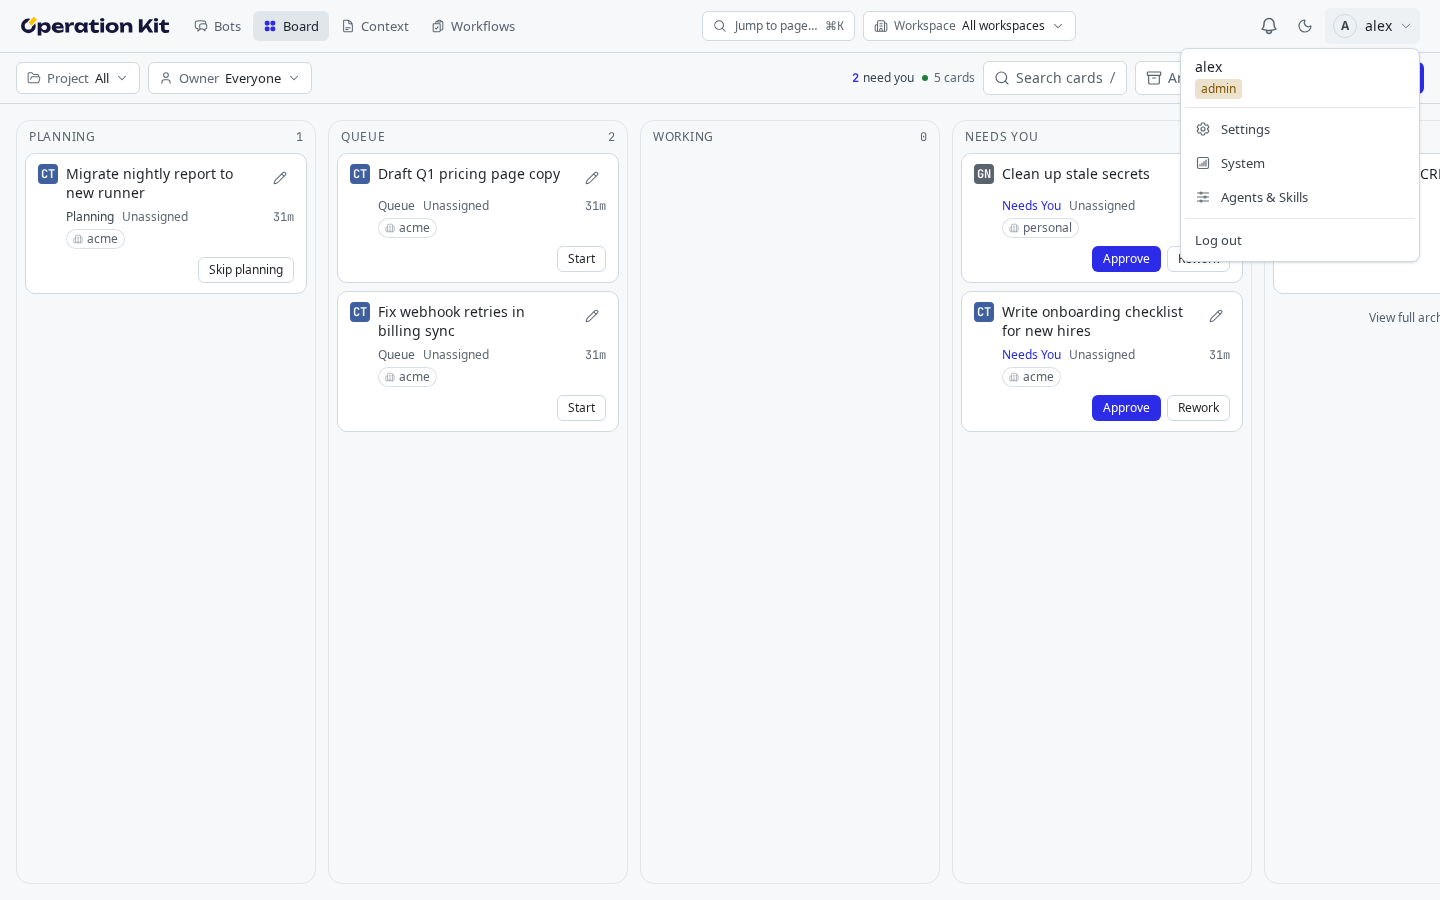 Operation Kit
Bots
Board
Context
Workflows
Jump to page... ⌘K
Workspace All workspaces
A alex
Project All
Owner Everyone
2 need you
5 cards
Search cards /
alex
admin
Settings
System
Agents & Skills
Log out
PLANNING 1
CT Migrate nightly report to
new runner
Planning Unassigned 31m
acme
Skip planning
QUEUE 2
CT Draft Q1 pricing page copy
Queue Unassigned 31m
acme
Start
CT Fix webhook retries in
billing sync
Queue Unassigned 31m
acme
Start
WORKING 0
NEEDS YOU
GN Clean up stale secrets
Needs You Unassigned
personal
Approve
CT Write onboarding checklist
for new hires
Needs You Unassigned 31m
acme
Approve Rework
View full arch